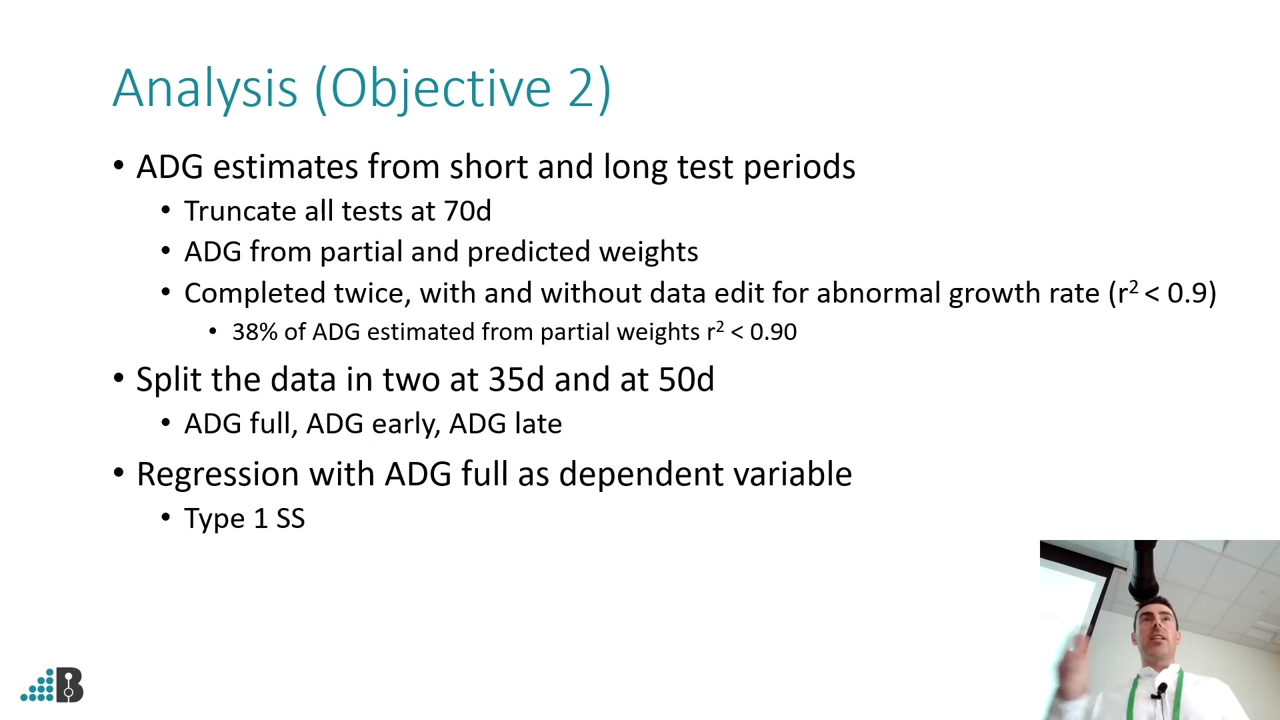 Analysis (Objective 2)
• ADG estimates from short and long test periods
• Truncate all tests at 70d
• ADG from partial and predicted weights
• Completed twice, with and without data edit for abnormal growth rate (r² < 0.9)
• 38% of ADG estimated from partial weights r² < 0.90
• Split the data in two at 35d and at 50d
• ADG full, ADG early, ADG late
• Regression with ADG full as dependent variable
• Type 1 SS
B